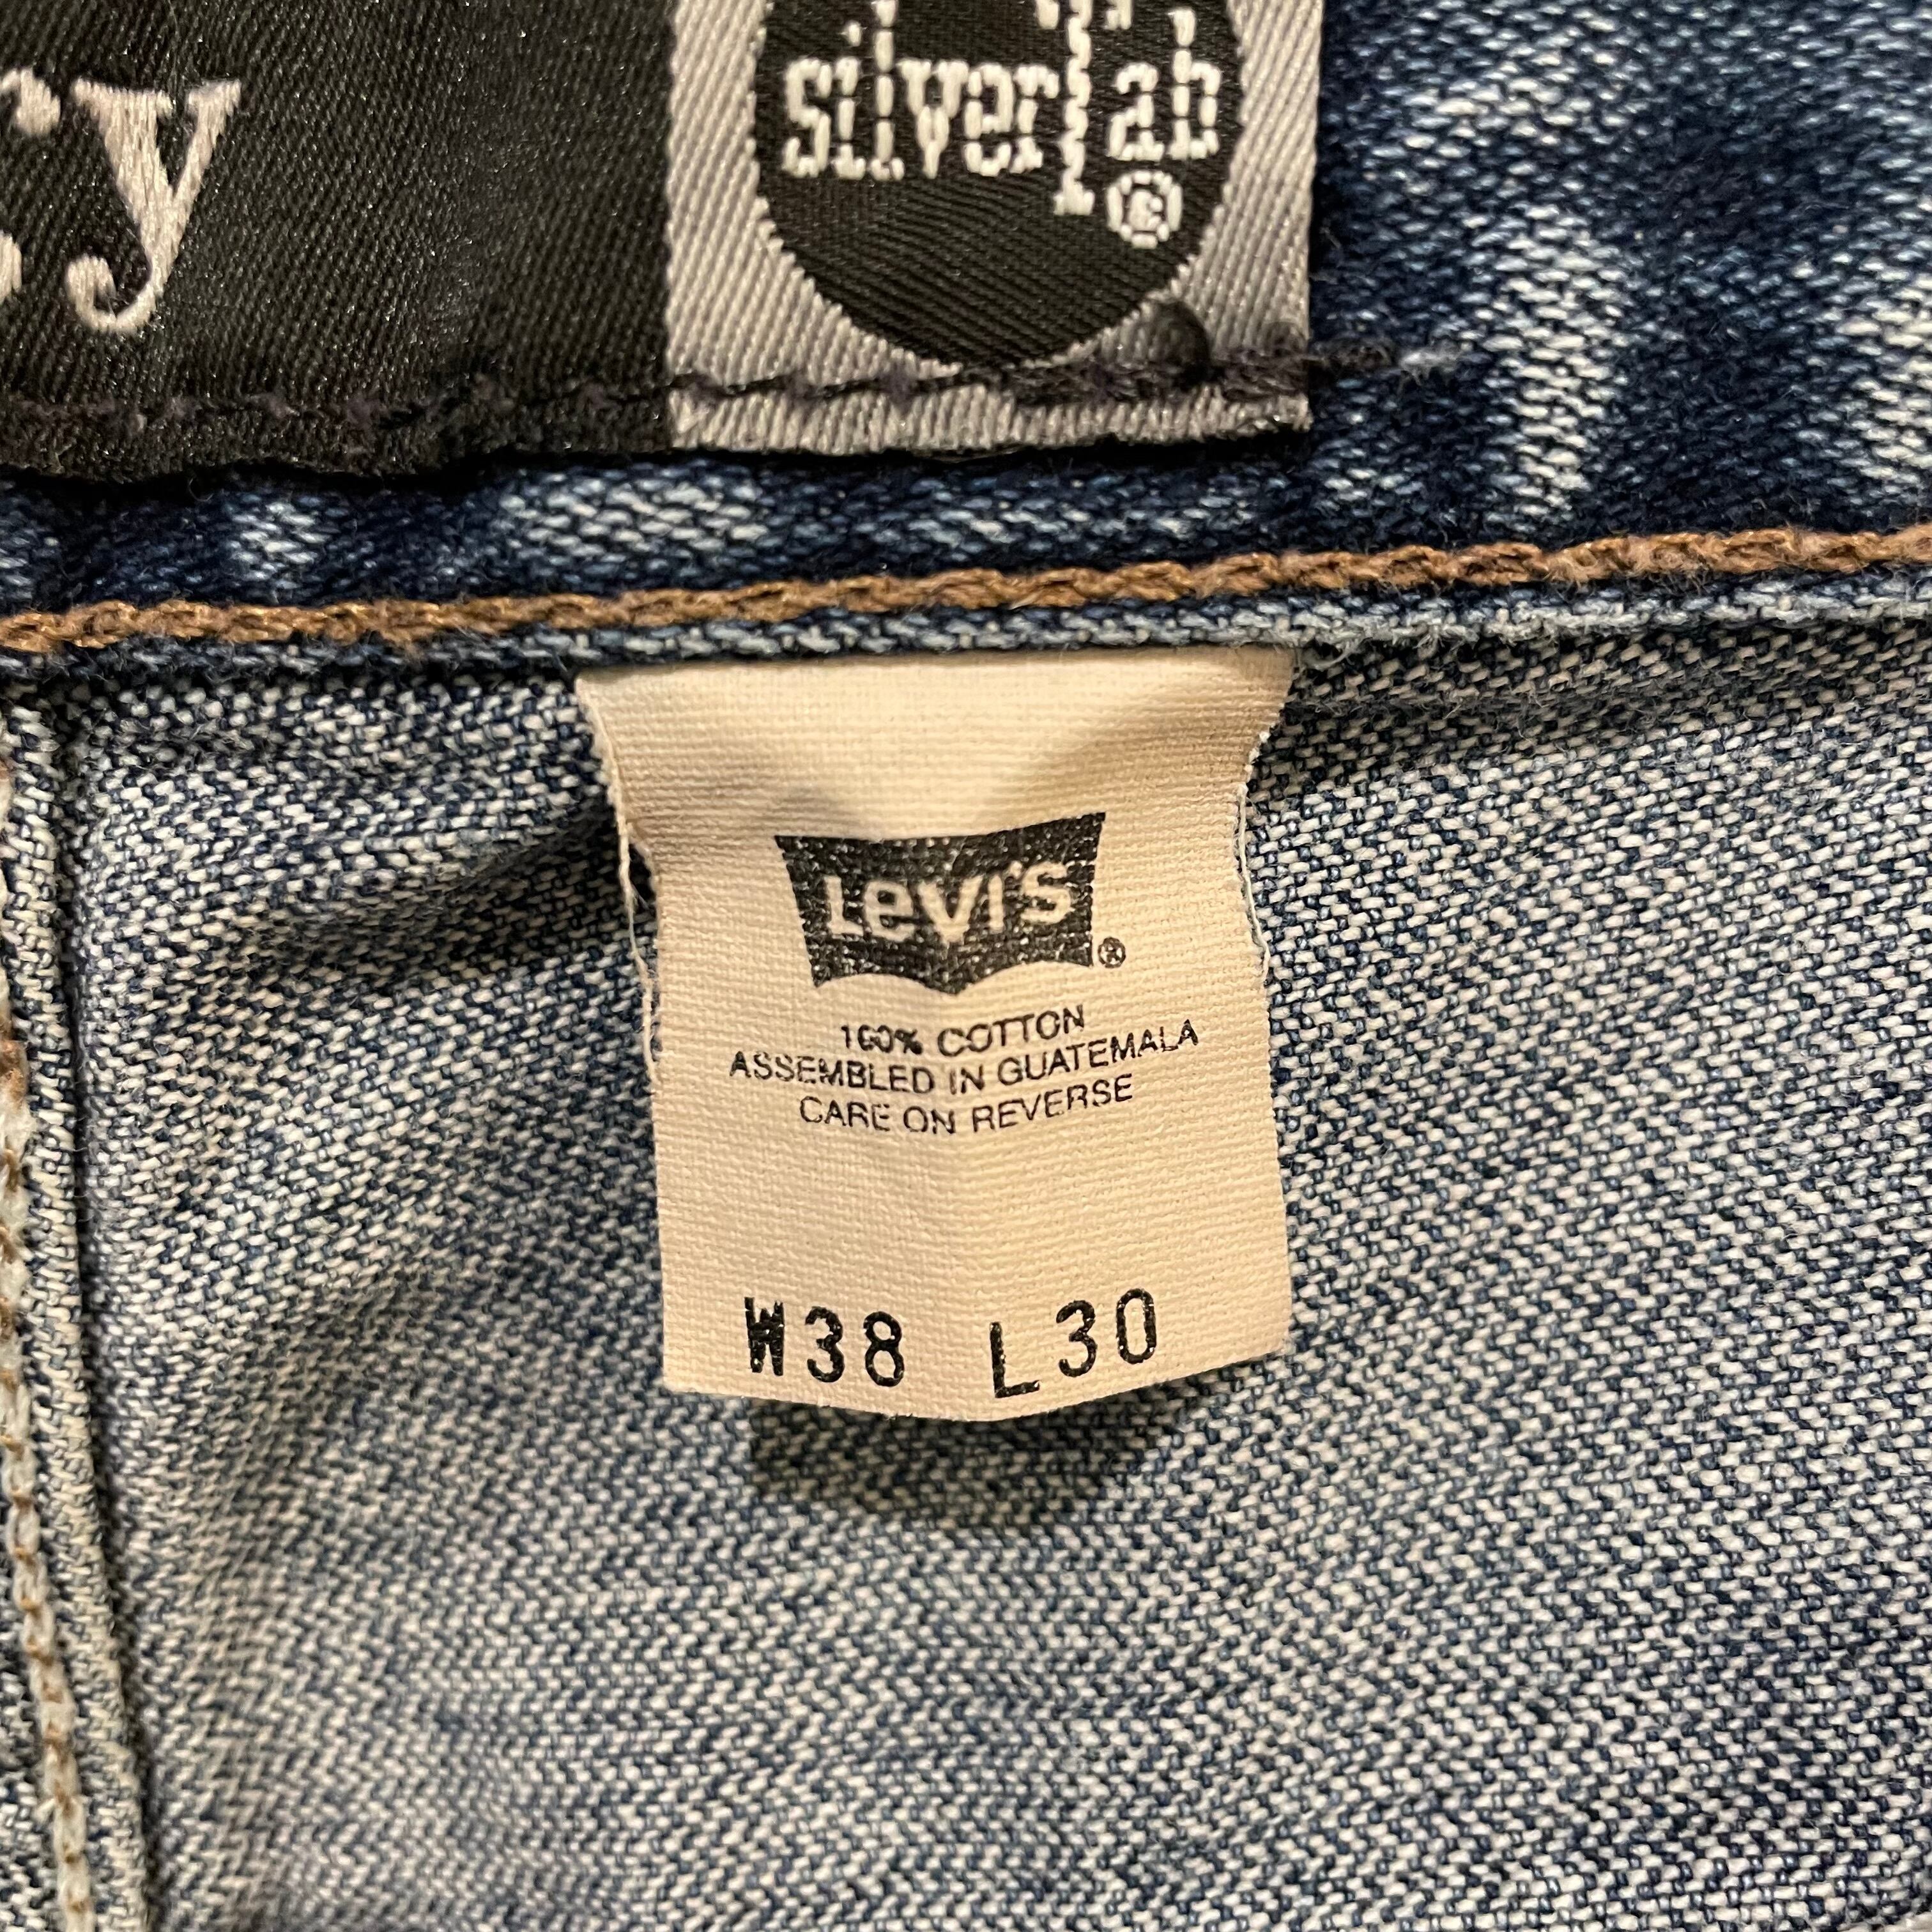 silvertab®
Levi's®
100% COTTON
ASSEMBLED IN GUATEMALA
CARE ON REVERSE
W38 L30